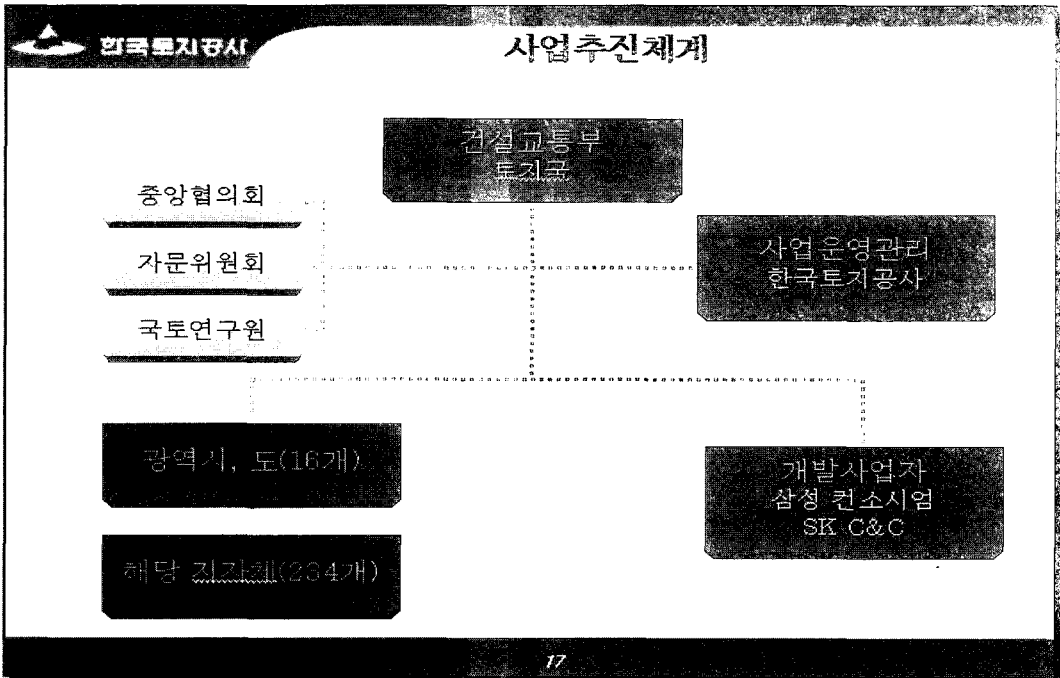 한국토지공사
사업추진체계
건설교통부
토지국
중앙협의회
자문위원회
국토연구원
사업운영관리
한국토지공사
광역시, 도(16개)
해당 지자체(234개)
개발사업자
삼성 컨소시엄
SK C&C
17